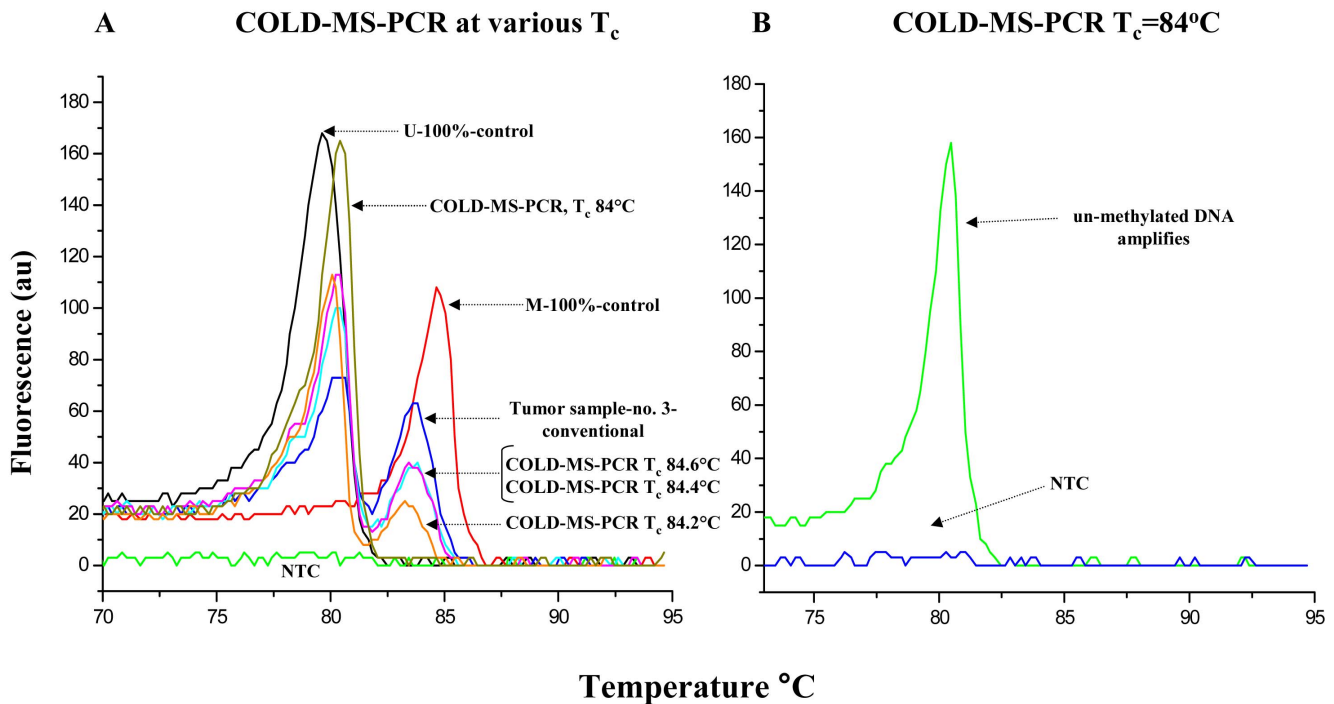 A
COLD-MS-PCR at various Tc
B
COLD-MS-PCR Tc=84°C
Fluorescence (au)
180
160
140
120
100
80
60
40
20
0
70
75
80
85
90
95
U-100%-control
COLD-MS-PCR, Tc 84°C
M-100%-control
Tumor sample-no. 3-
conventional
COLD-MS-PCR Tc 84.6°C
COLD-MS-PCR Tc 84.4°C
COLD-MS-PCR Tc 84.2°C
NTC
180
160
140
120
100
80
60
40
20
0
75
80
85
90
95
un-methylated DNA
amplifies
NTC
Temperature °C